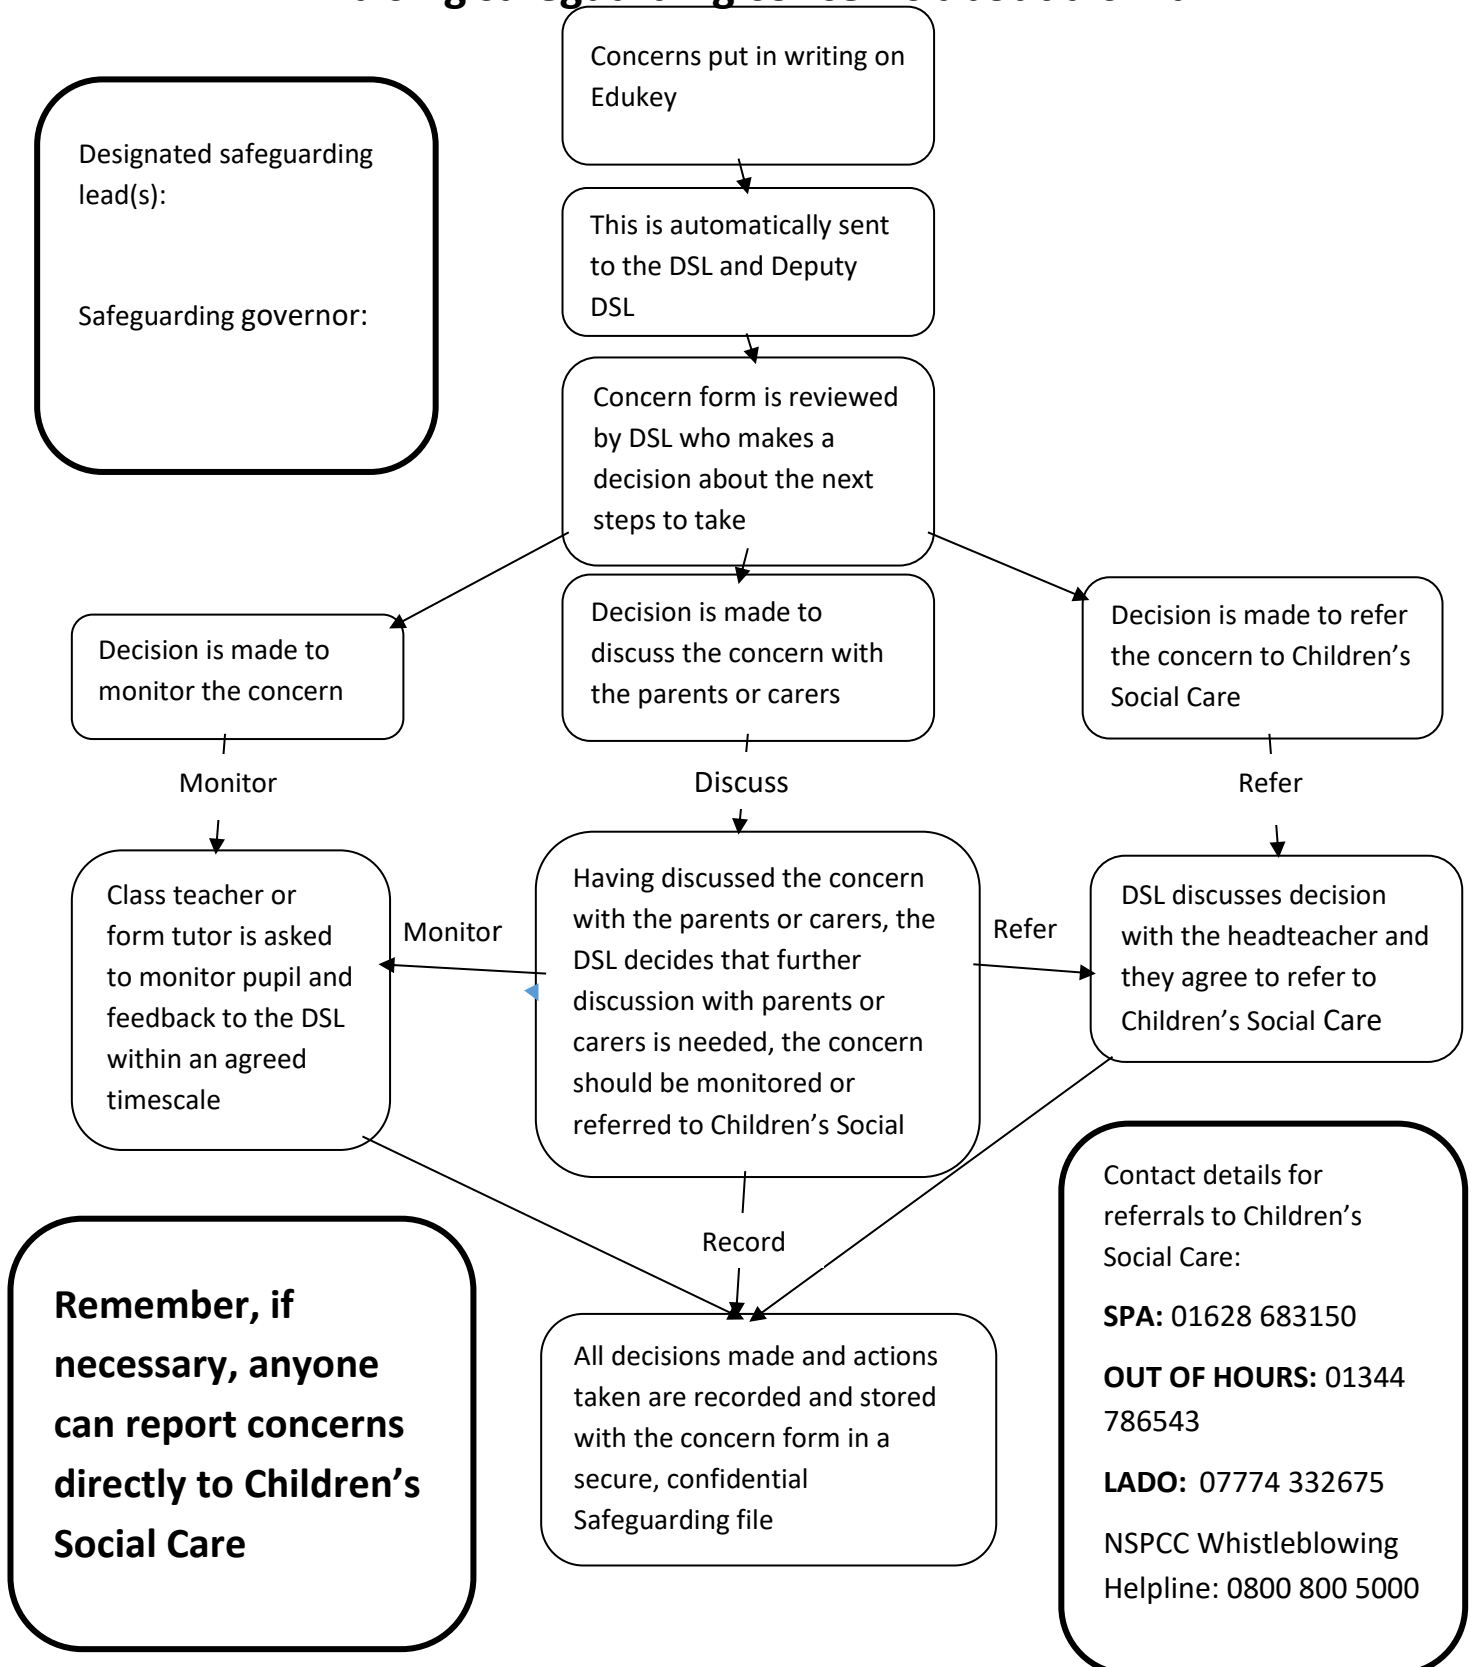 Concerns put in writing on
Edukey
Designated safeguarding
lead(s):
Safeguarding governor:
This is automatically sent
to the DSL and Deputy
DSL
Concern form is reviewed
by DSL who makes a
decision about the next
steps to take
Decision is made to
monitor the concern
Decision is made to
discuss the concern with
the parents or carers
Decision is made to refer
the concern to Children’s
Social Care
Monitor
Discuss
Refer
Class teacher or
form tutor is asked
to monitor pupil and
feedback to the DSL
within an agreed
timescale
Monitor
Having discussed the concern
with the parents or carers, the
DSL decides that further
discussion with parents or
carers is needed, the concern
should be monitored or
referred to Children’s Social
Refer
DSL discusses decision
with the headteacher and
they agree to refer to
Children’s Social Care
Record
Remember, if
necessary, anyone
can report concerns
directly to Children’s
Social Care
All decisions made and actions
taken are recorded and stored
with the concern form in a
secure, confidential
Safeguarding file
Contact details for
referrals to Children’s
Social Care:
SPA: 01628 683150
OUT OF HOURS: 01344
786543
LADO: 07774 332675
NSPCC Whistleblowing
Helpline: 0800 800 5000